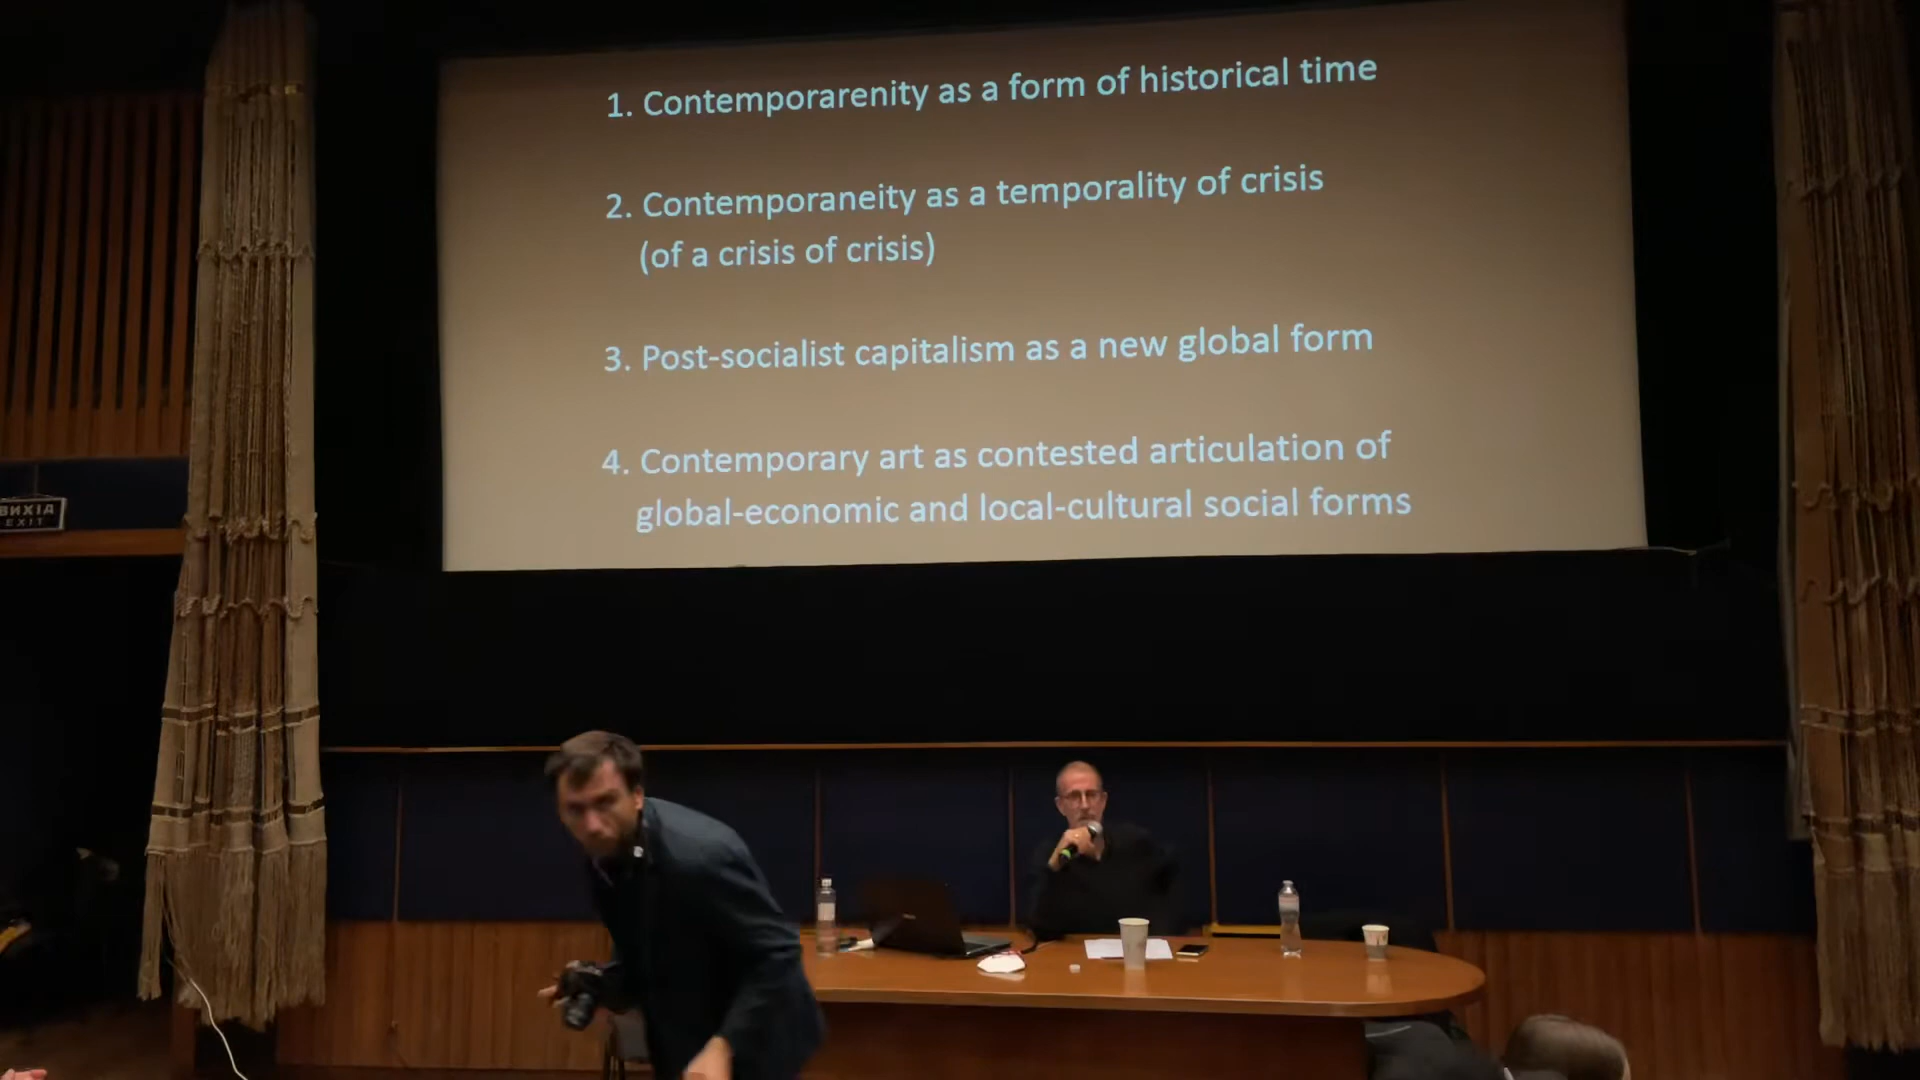 1. Contemporarenity as a form of historical time
2. Contemporaneity as a temporality of crisis
(of a crisis of crisis)
3. Post-socialist capitalism as a new global form
4. Contemporary art as contested articulation of
global-economic and local-cultural social forms
ВИХІД
EXIT